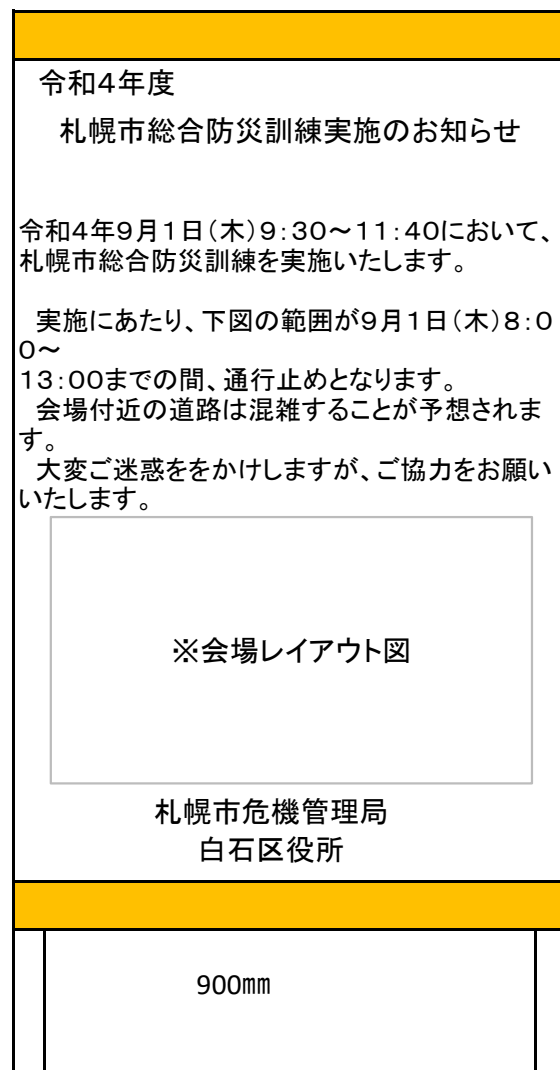 令和4年度
札幌市総合防災訓練実施のお知らせ
令和4年9月1日(木)9:30～11:40において、
札幌市総合防災訓練を実施いたします。
実施にあたり、下図の範囲が9月1日(木)8:0
0～
13:00までの間、通行止めとなります。
会場付近の道路は混雑することが予想されま
す。
大変ご迷惑ををかけしますが、ご協力をお願い
いたします。
※会場レイアウト図
札幌市危機管理局
白石区役所
900㎜